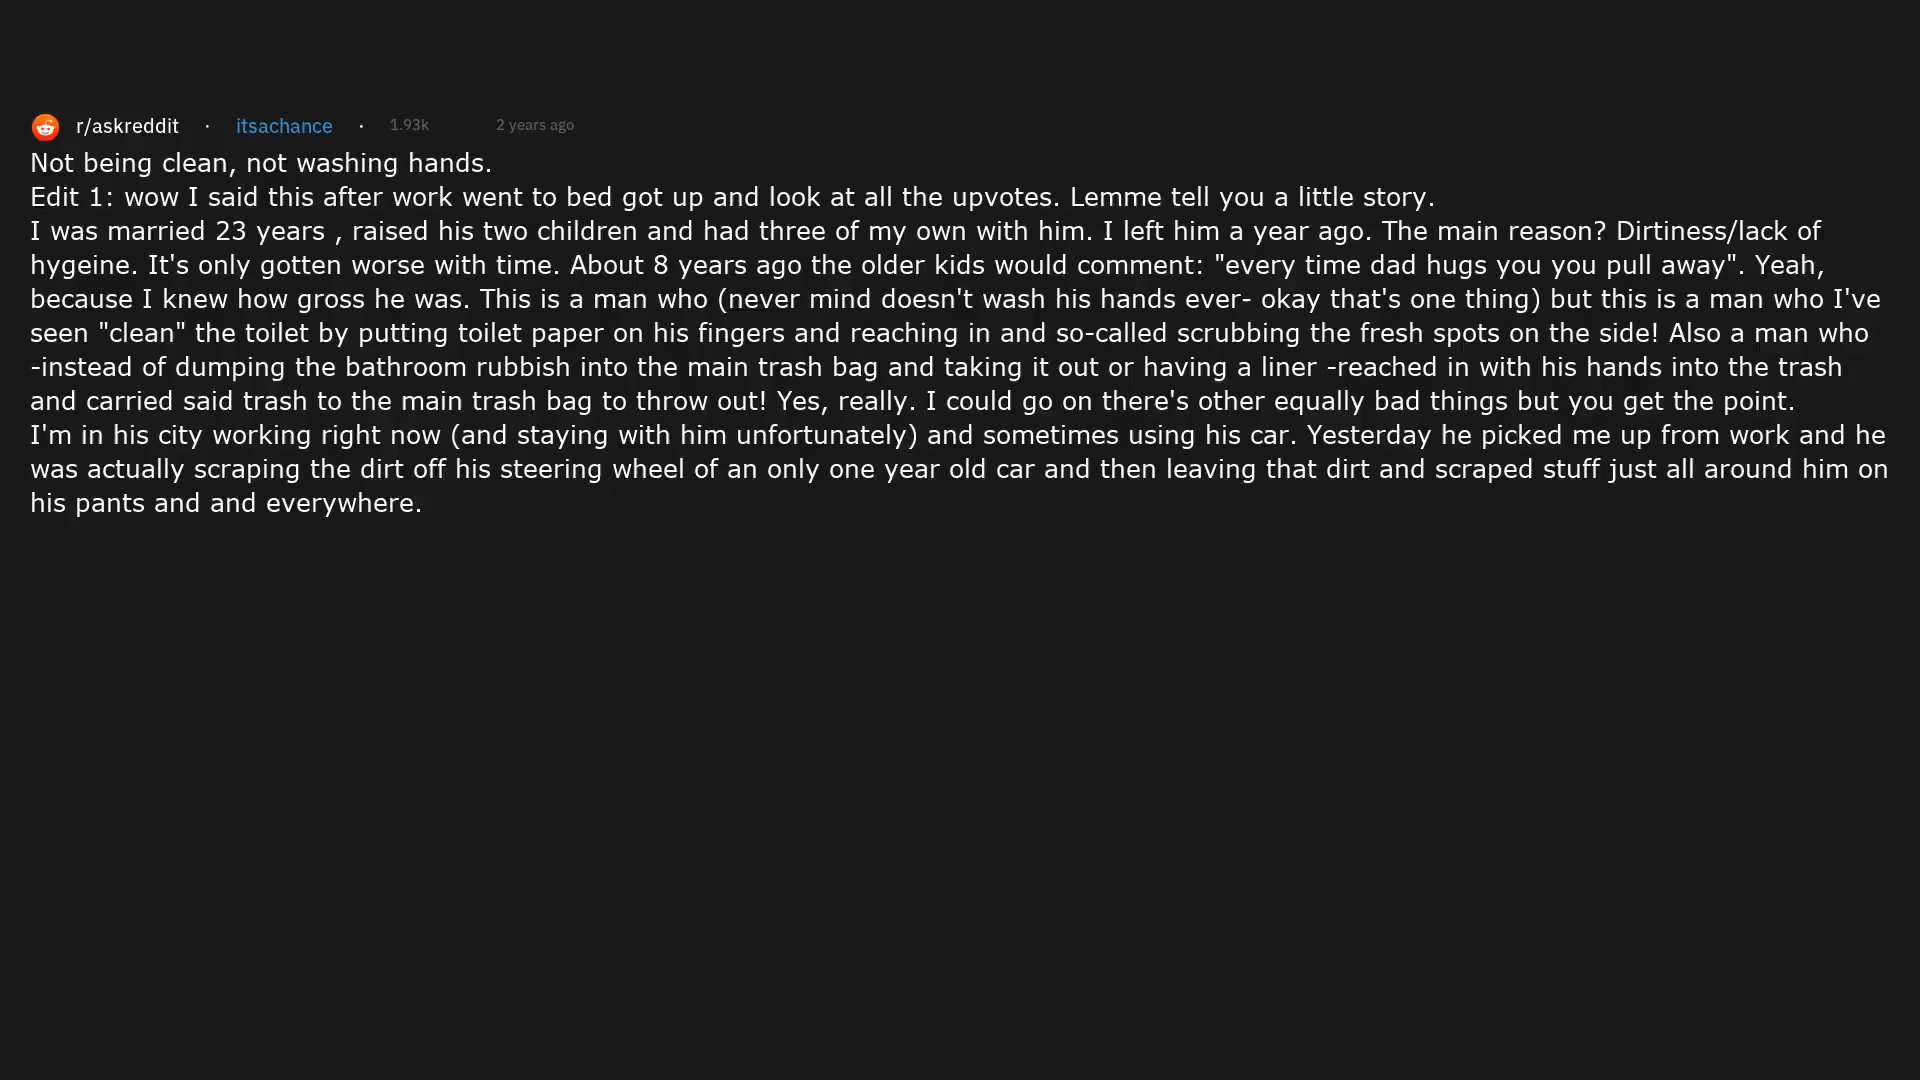 r/askreddit · itsachance · 1.93k 2 years ago
Not being clean, not washing hands.
Edit 1: wow I said this after work went to bed got up and look at all the upvotes. Lemme tell you a little story.
I was married 23 years , raised his two children and had three of my own with him. I left him a year ago. The main reason? Dirtiness/lack of
hygeine. It's only gotten worse with time. About 8 years ago the older kids would comment: "every time dad hugs you you pull away". Yeah,
because I knew how gross he was. This is a man who (never mind doesn't wash his hands ever- okay that's one thing) but this is a man who I've
seen "clean" the toilet by putting toilet paper on his fingers and reaching in and so-called scrubbing the fresh spots on the side! Also a man who
-instead of dumping the bathroom rubbish into the main trash bag and taking it out or having a liner -reached in with his hands into the trash
and carried said trash to the main trash bag to throw out! Yes, really. I could go on there's other equally bad things but you get the point.
I'm in his city working right now (and staying with him unfortunately) and sometimes using his car. Yesterday he picked me up from work and he
was actually scraping the dirt off his steering wheel of an only one year old car and then leaving that dirt and scraped stuff just all around him on
his pants and and everywhere.